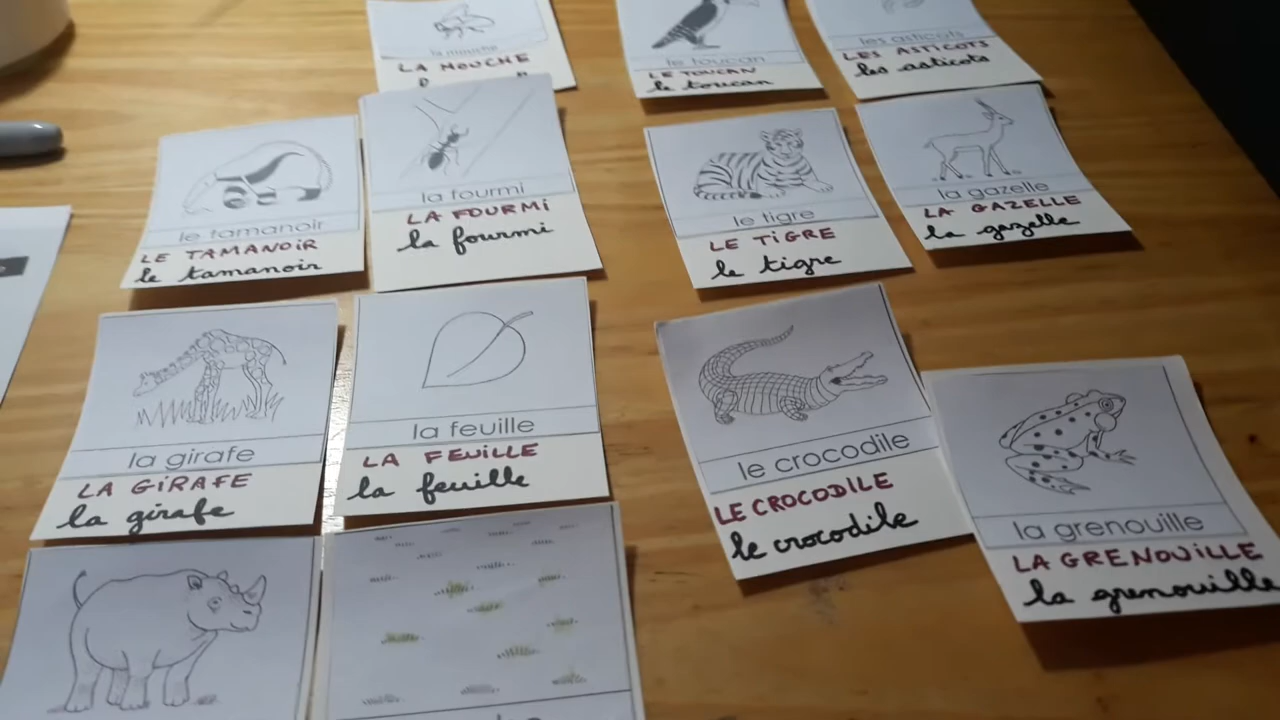 la mouche
LA MOUCHE
le toucan
LE TOUCAN
le toucan
les asticots
LES ASTICOTS
les asticots
le tamanoir
LE TAMANOiR
le tamanoir
la fourmi
LA FOURMi
la fourmi
le tigre
LE TiGRE
le tigre
la gazelle
LA GAZELLE
la gazelle
la girafe
LA GiRAFE
la girafe
la feuille
LA FEUILLE
la feuille
le crocodile
LE CROCODILE
le crocodile
la grenouille
LA GRENOUILLE
la grenouille